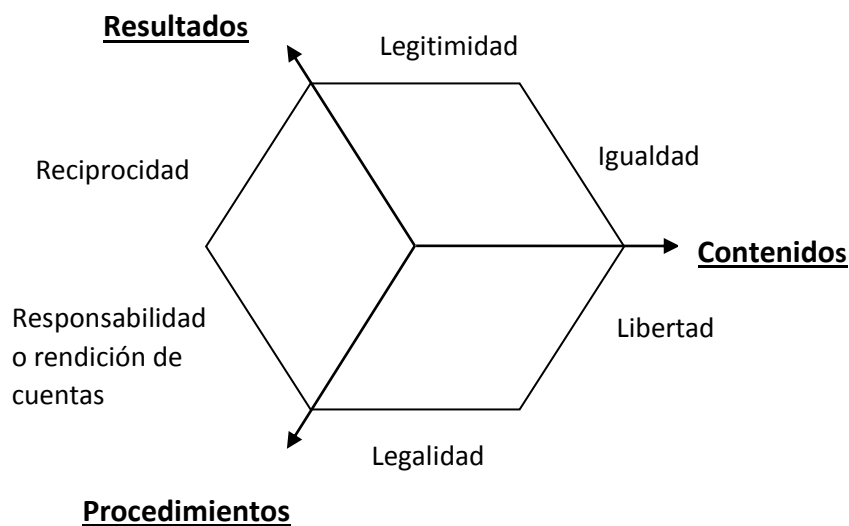 Resultados
Legitimidad
Reciprocidad
Igualdad
Contenidos
Responsabilidad
o rendición de
cuentas
Libertad
Legalidad
Procedimientos